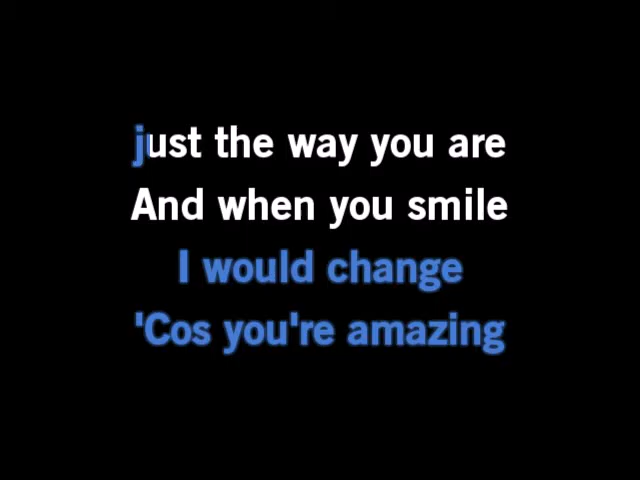 just the way you are
And when you smile
I would change
'Cos you're amazing